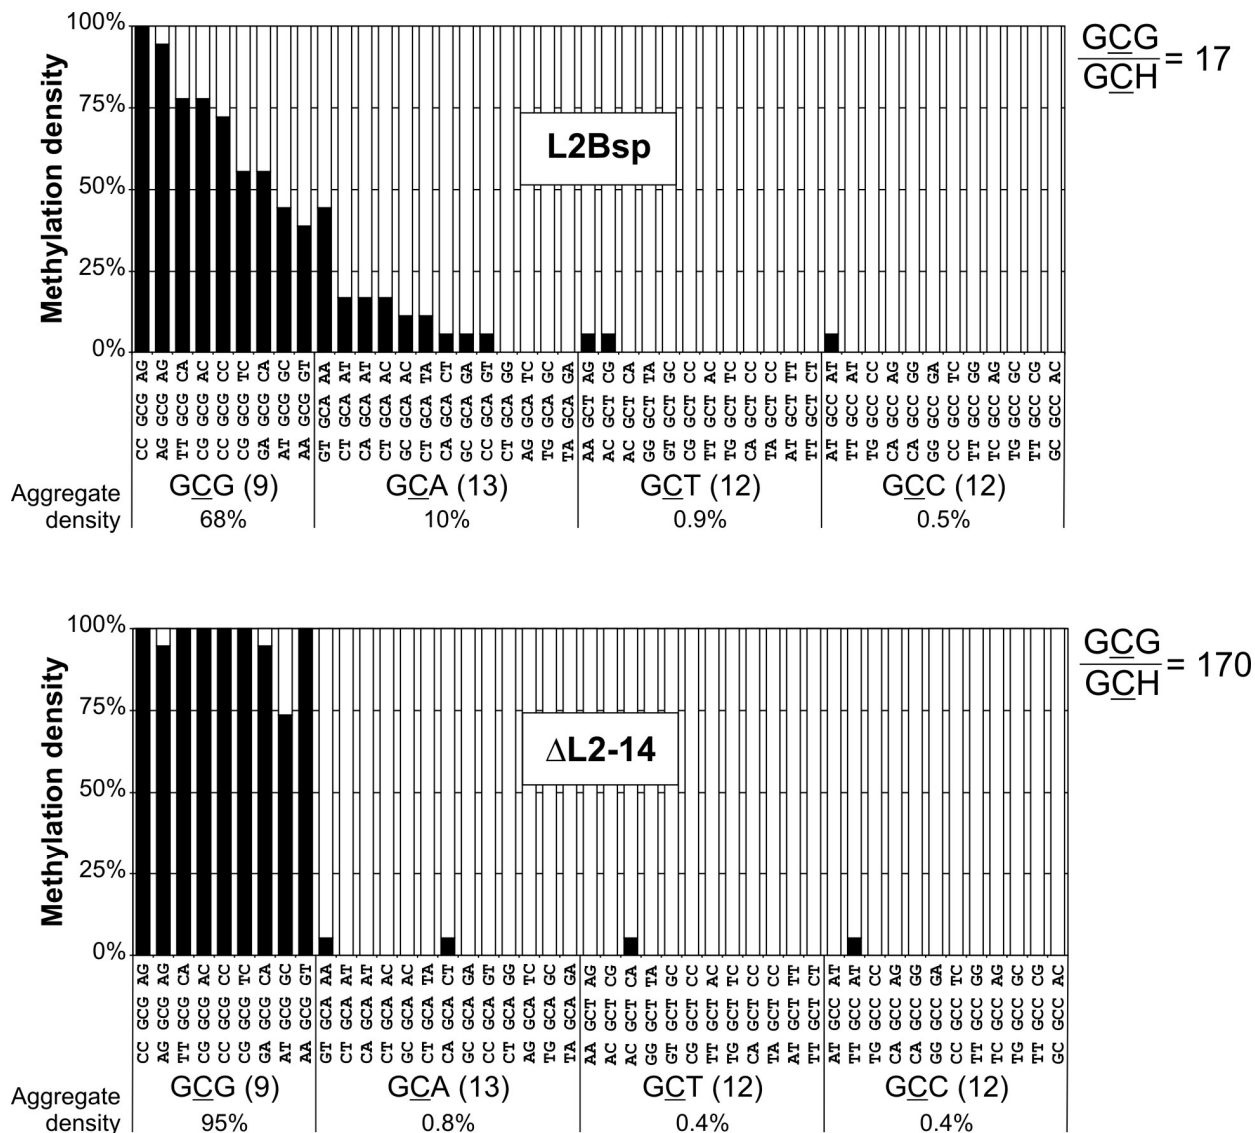 100%
75%
50%
25%
0%
Methylation density
L2Bsp
GCG
GCH
= 17
CC GCG AG
AG GCG AG
TT GCG CA
CG GCG AC
CC GCG CC
CG GCG TC
GA GCG CA
AT GCG GC
AA GCG GT
GT GCA AA
CT GCA AT
CA GCA AT
CT GCA AC
GC GCA AC
CT GCA TA
CA GCA CT
GC GCA GA
CC GCA GT
CT GCA GG
AG GCA TC
TG GCA GC
TA GCA GA
AA GCT AG
AC GCT CG
AC GCT CA
GG GCT TA
GT GCT GC
CG GCT CC
TT GCT AC
TG GCT TC
CA GCT CC
TA GCT CC
AT GCT TT
TT GCT CT
AT GCC AT
TT GCC AT
TG GCC CC
CA GCC AG
CA GCC GG
GG GCC GA
CC GCC TC
TT GCC GG
TC GCC AG
TG GCC GC
TT GCC CG
GC GCC AC
GCG (9) GCA (13) GCT (12) GCC (12)
Aggregate
density
68% 10% 0.9% 0.5%
100%
75%
50%
25%
0%
Methylation density
ΔL2-14
GCG
GCH
= 170
CC GCG AG
AG GCG AG
TT GCG CA
CG GCG AC
CC GCG CC
CG GCG TC
GA GCG CA
AT GCG GC
AA GCG GT
GT GCA AA
CT GCA AT
CA GCA AT
CT GCA AC
GC GCA AC
CT GCA TA
CA GCA CT
GC GCA GA
CC GCA GT
CT GCA GG
AG GCA TC
TG GCA GC
TA GCA GA
AA GCT AG
AC GCT CG
AC GCT CA
GG GCT TA
GT GCT GC
CG GCT CC
TT GCT AC
TG GCT TC
CA GCT CC
TA GCT CC
AT GCT TT
TT GCT CT
AT GCC AT
TT GCC AT
TG GCC CC
CA GCC AG
CA GCC GG
GG GCC GA
CC GCC TC
TT GCC GG
TC GCC AG
TG GCC GC
TT GCC CG
GC GCC AC
GCG (9) GCA (13) GCT (12) GCC (12)
Aggregate
density
95% 0.8% 0.4% 0.4%